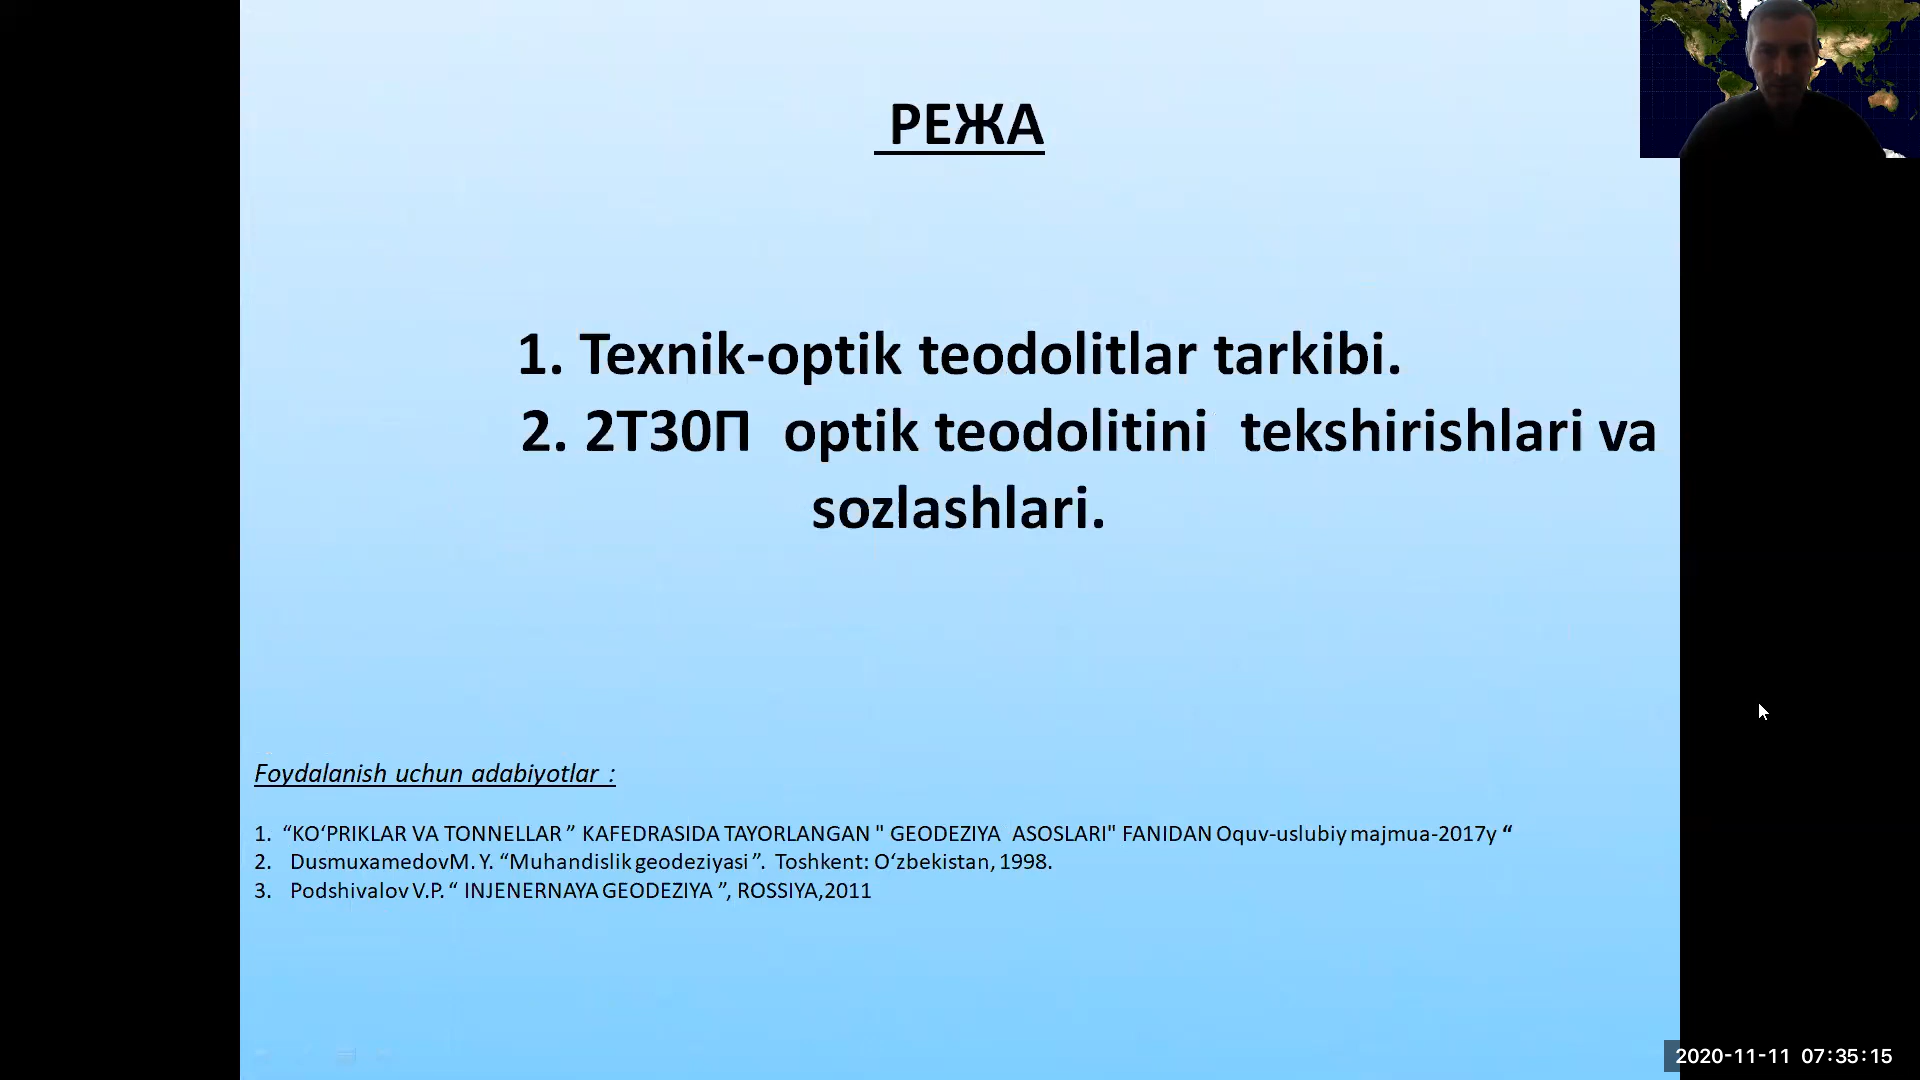 РЕЖА
1. Texnik-optik teodolitlar tarkibi.
2. 2Т30П optik teodolitini tekshirishlari va
sozlashlari.
Foydalanish uchun adabiyotlar :
1. “KO‘PRIKLAR VA TONNELLAR ” KAFEDRASIDA TAYORLANGAN " GEODEZIYA ASOSLARI" FANIDAN Oquv-uslubiy majmua-2017y “
2. Dusmuxamedov M. Y. “Muhandislik geodeziyasi ”. Toshkent: O‘zbekistan, 1998.
3. Podshivalov V.P. “ INJENERNAYA GEODEZIYA ”, ROSSIYA,2011
2020-11-11 07:35:15